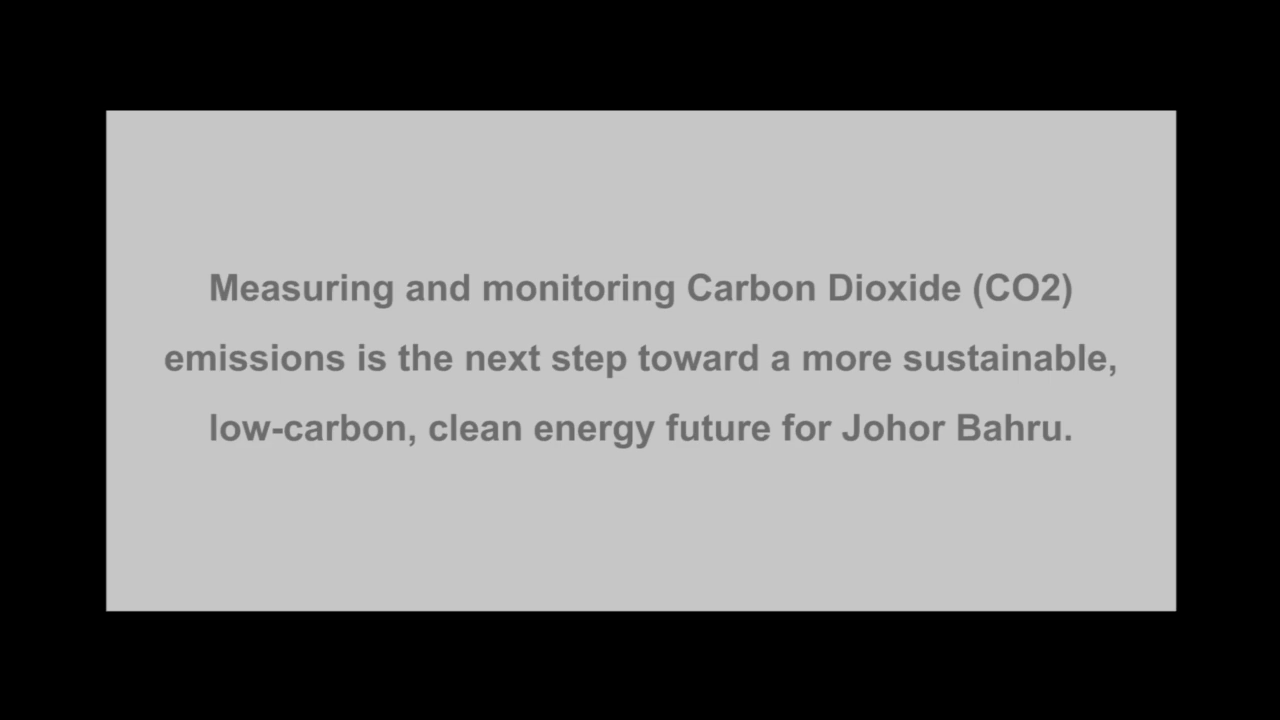 Measuring and monitoring Carbon Dioxide (CO2)
emissions is the next step toward a more sustainable,
low-carbon, clean energy future for Johor Bahru.